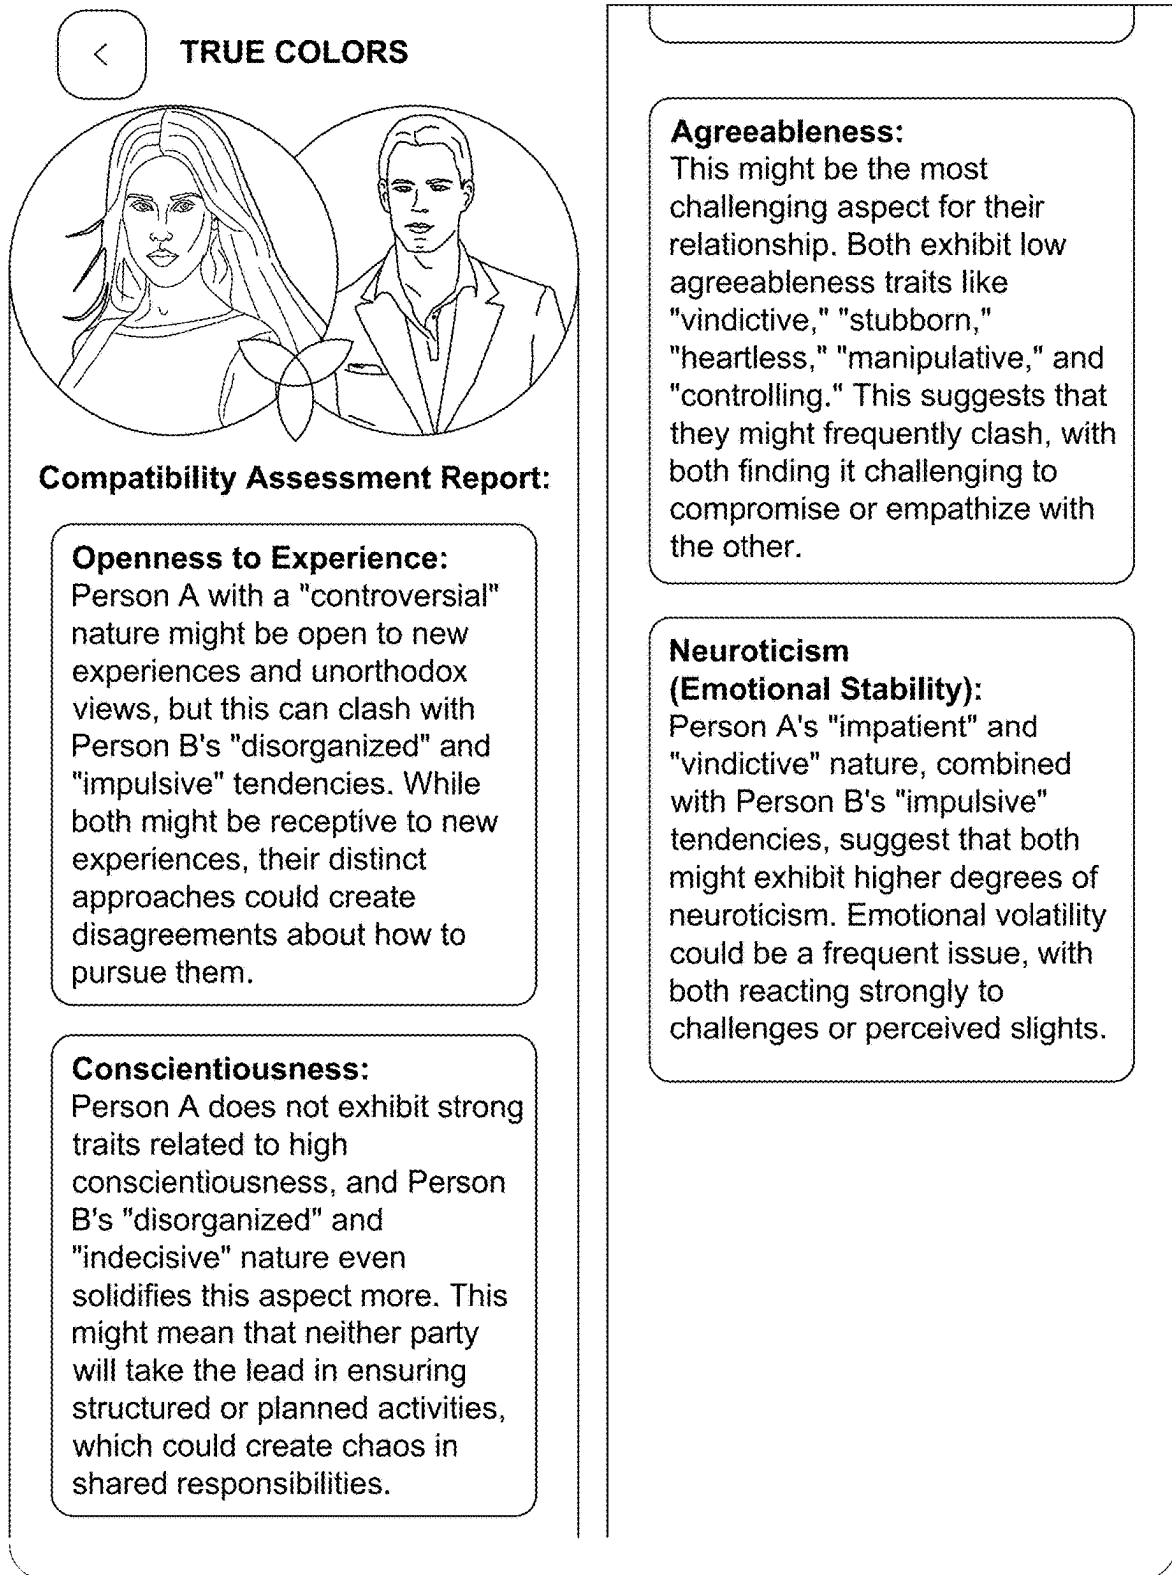 TRUE COLORS
Compatibility Assessment Report:
Openness to Experience:
Person A with a "controversial"
nature might be open to new
experiences and unorthodox
views, but this can clash with
Person B's "disorganized" and
"impulsive" tendencies. While
both might be receptive to new
experiences, their distinct
approaches could create
disagreements about how to
pursue them.
Conscientiousness:
Person A does not exhibit strong
traits related to high
conscientiousness, and Person
B's "disorganized" and
"indecisive" nature even
solidifies this aspect more. This
might mean that neither party
will take the lead in ensuring
structured or planned activities,
which could create chaos in
shared responsibilities.
Agreeableness:
This might be the most
challenging aspect for their
relationship. Both exhibit low
agreeableness traits like
"vindictive," "stubborn,"
"heartless," "manipulative," and
"controlling." This suggests that
they might frequently clash, with
both finding it challenging to
compromise or empathize with
the other.
Neuroticism
(Emotional Stability):
Person A's "impatient" and
"vindictive" nature, combined
with Person B's "impulsive"
tendencies, suggest that both
might exhibit higher degrees of
neuroticism. Emotional volatility
could be a frequent issue, with
both reacting strongly to
challenges or perceived slights.